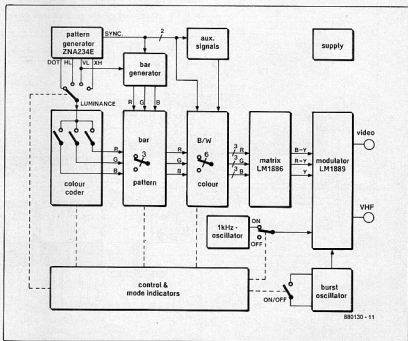 pattern generator ZNA234E
SYNC.
2
aux. signals
supply
DOT HL VL XH
bar generator
LUMINANCE
R G B
colour coder
R
G
B
bar
3
pattern
R
G
B
B/W
6
colour
3 R
3 G
3 B
matrix LM1886
B-Y
R-Y
Y
modulator LM1889
video
VHF
1kHz - oscillator
ON
OFF
control & mode indicators
ON/OFF
burst oscillator
880130 - 11